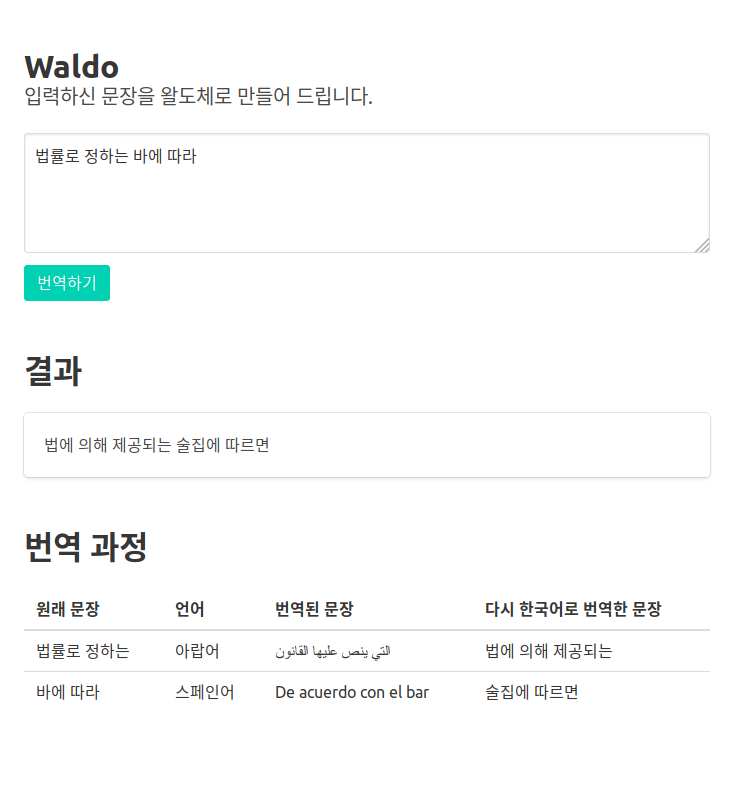 Waldo
입력하신 문장을 왈도체로 만들어 드립니다.
법률로 정하는 바에 따라
번역하기
결과
법에 의해 제공되는 술집에 따르면
번역 과정
원래 문장 언어 번역된 문장 다시 한국어로 번역한 문장
법률로 정하는 아랍어 التي ينص عليها القانون 법에 의해 제공되는
바에 따라 스페인어 De acuerdo con el bar 술집에 따르면